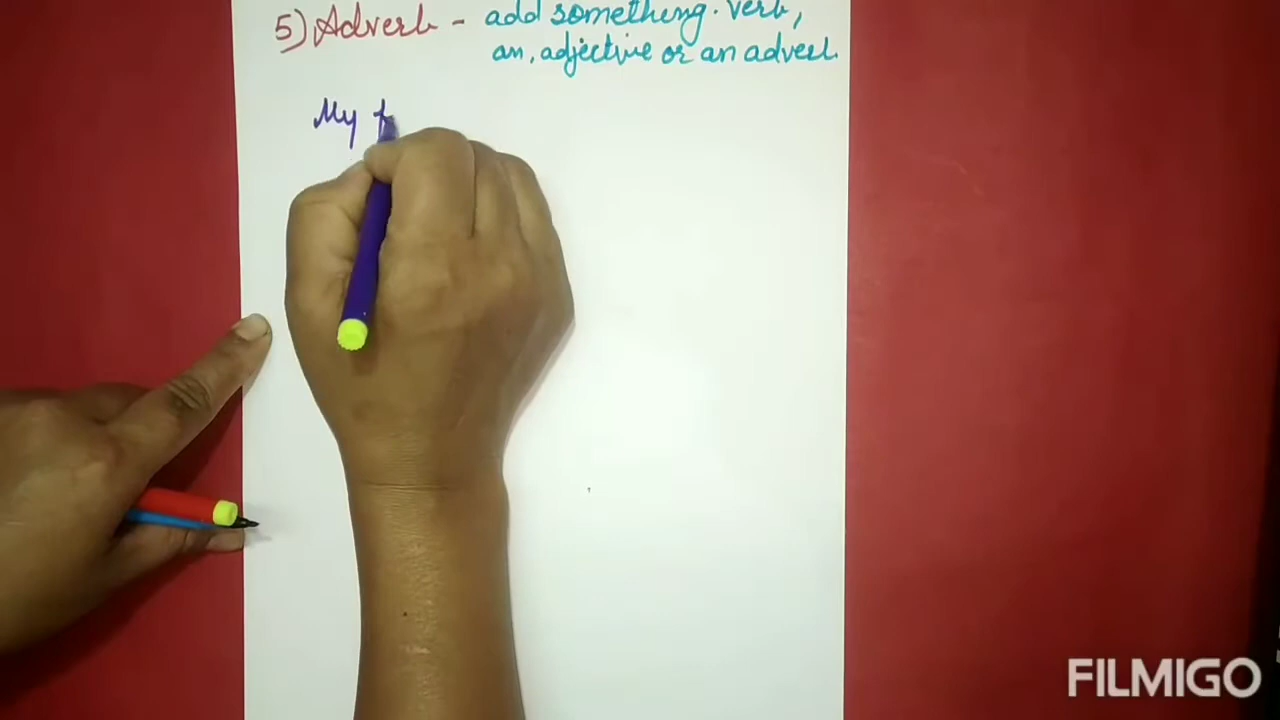 5) Adverb - add something. verb,
an, adjective or an adverb.
My
FILMIGO